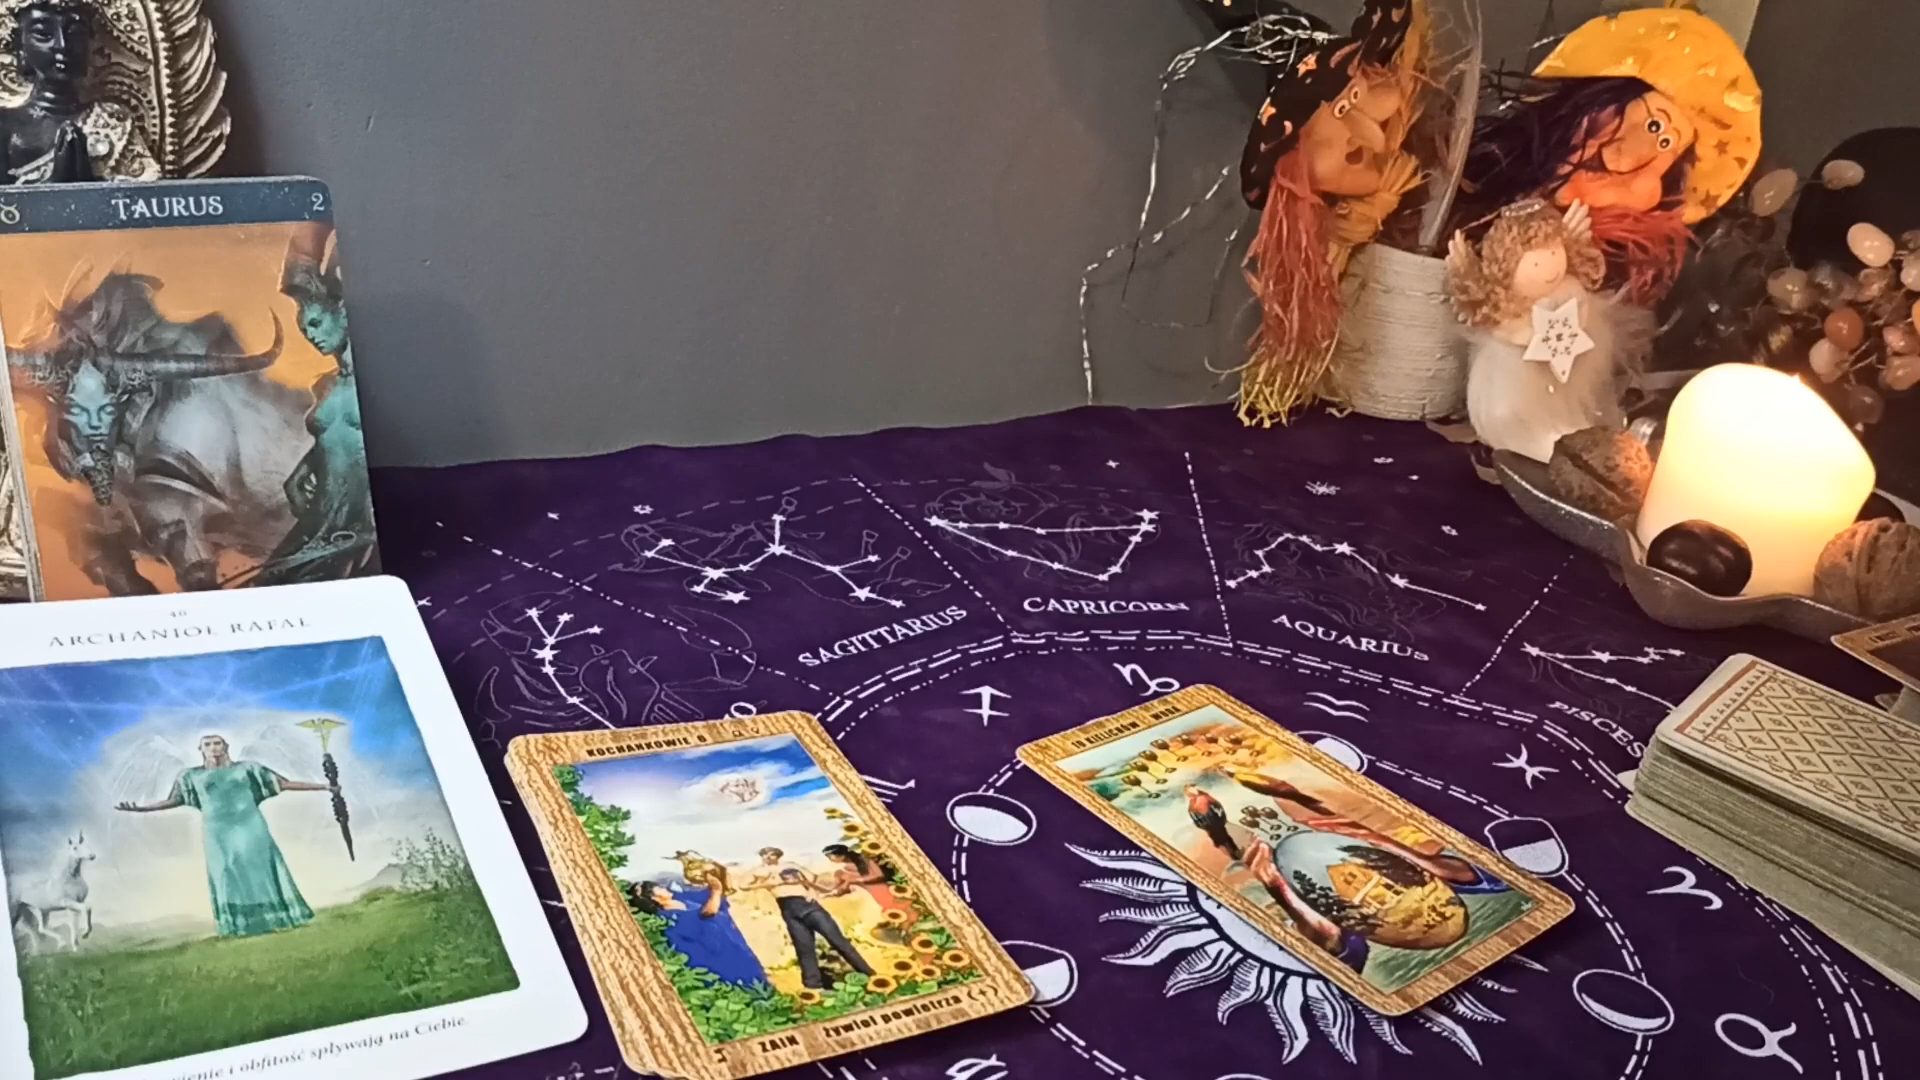 TAURUS 2
40
ARCHANIOŁ RAFAŁ
i obfitość spływają na Ciebie.
SAGITTARIUS
CAPRICORN
AQUARIUS
PISCES
KOCHANKOWIE 6
ZAIN żywioł powietrza
10 KIELICHÓW WODA